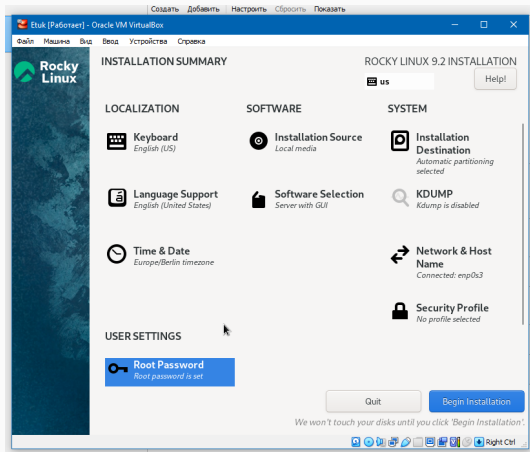 Создать Добавить Настроить Сбросить Показать
Etuk [Работает] - Oracle VM VirtualBox
Файл Машина Вид Ввод Устройства Справка
Rocky
Linux
INSTALLATION SUMMARY
ROCKY LINUX 9.2 INSTALLATION
us
Help!
LOCALIZATION
SOFTWARE
SYSTEM
Keyboard
English (US)
Installation Source
Local media
Installation
Destination
Automatic partitioning
selected
Language Support
English (United States)
Software Selection
Server with GUI
KDUMP
Kdump is disabled
Time & Date
Europe/Berlin timezone
Network & Host
Name
Connected: enp0s3
Security Profile
No profile selected
USER SETTINGS
Root Password
Root password is set
Quit
Begin Installation
We won't touch your disks until you click 'Begin Installation'.
Right Ctrl